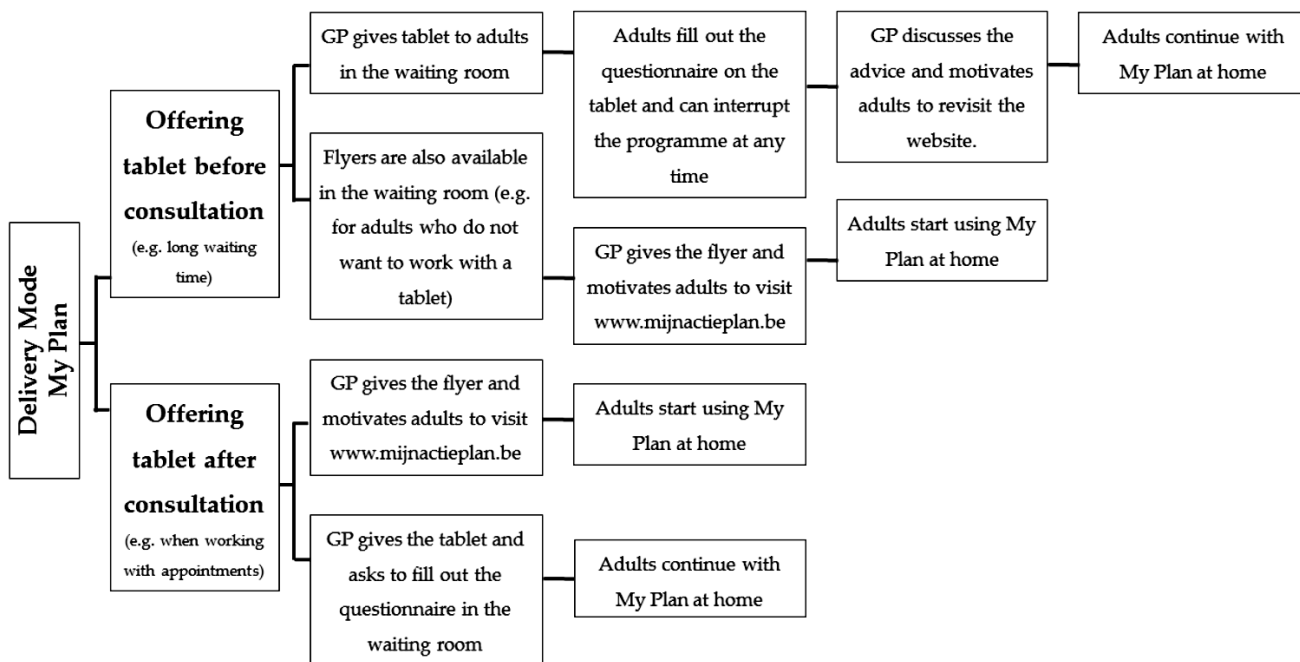 Delivery Mode
My Plan
Offering
tablet before
consultation
(e.g. long waiting
time)
GP gives tablet to adults
in the waiting room
Adults fill out the
questionnaire on the
tablet and can interrupt
the programme at any
time
GP discusses the
advice and motivates
adults to revisit the
website.
Adults continue with
My Plan at home
Flyers are also available
in the waiting room (e.g.
for adults who do not
want to work with a
tablet)
GP gives the flyer and
motivates adults to visit
www.mijnactieplan.be
Adults start using My
Plan at home
Offering
tablet after
consultation
(e.g. when working
with appointments)
GP gives the flyer and
motivates adults to visit
www.mijnactieplan.be
Adults start using My
Plan at home
GP gives the tablet and
asks to fill out the
questionnaire in the
waiting room
Adults continue with
My Plan at home